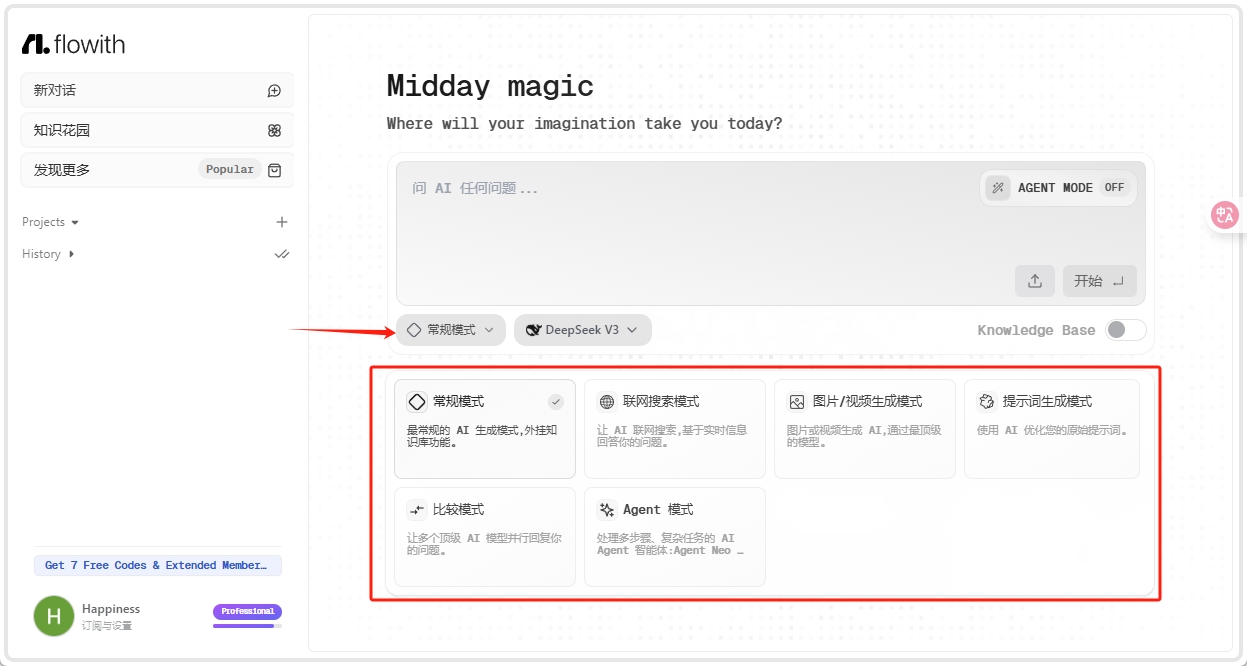 flowith
新对话
知识花园
发现更多 Popular
Projects
History
Get 7 Free Codes & Extended Member…
H
Happiness
订阅与设置
Professional
Midday magic
Where will your imagination take you today?
问 AI 任何问题...
AGENT MODE OFF
开始
常规模式
DeepSeek V3
Knowledge Base
常规模式
最常规的 AI 生成模式,外挂知
识库功能。
联网搜索模式
让 AI 联网搜索,基于实时信息
回答你的问题。
图片/视频生成模式
图片或视频生成 AI,通过最顶级
的模型。
提示词生成模式
使用 AI 优化您的原始提示词。
比较模式
让多个顶级 AI 模型并行回复你
的问题。
Agent 模式
处理多步骤、复杂任务的 AI
Agent 智能体:Agent Neo …
中
A